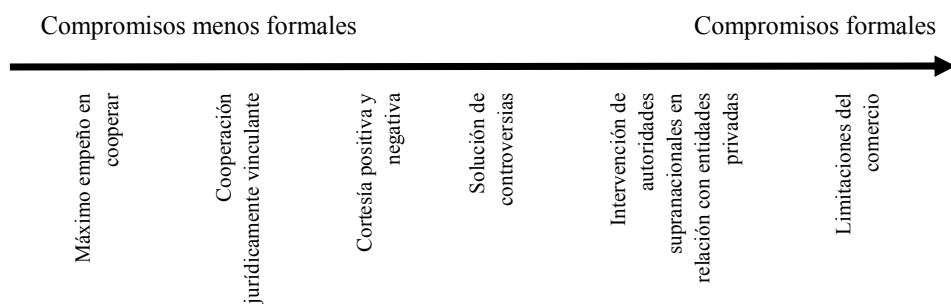 Compromisos menos formales
Compromisos formales
Máximo empeño en
cooperar
Cooperación
jurídicamente vinculante
Cortesía positiva y
negativa
Solución de
controversias
Intervención de
autoridades
supranacionales en
relación con entidades
privadas
Limitaciones del
comercio